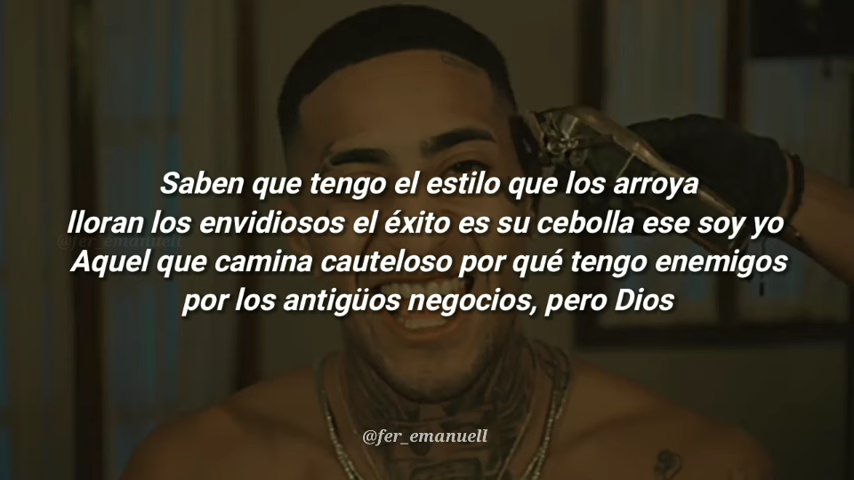 Saben que tengo el estilo que los arroya
lloran los envidiosos el éxito es su cebolla ese soy yo
@fer_emanuell
Aquel que camina cauteloso por qué tengo enemigos
por los antigüos negocios, pero Dios
@fer_emanuell